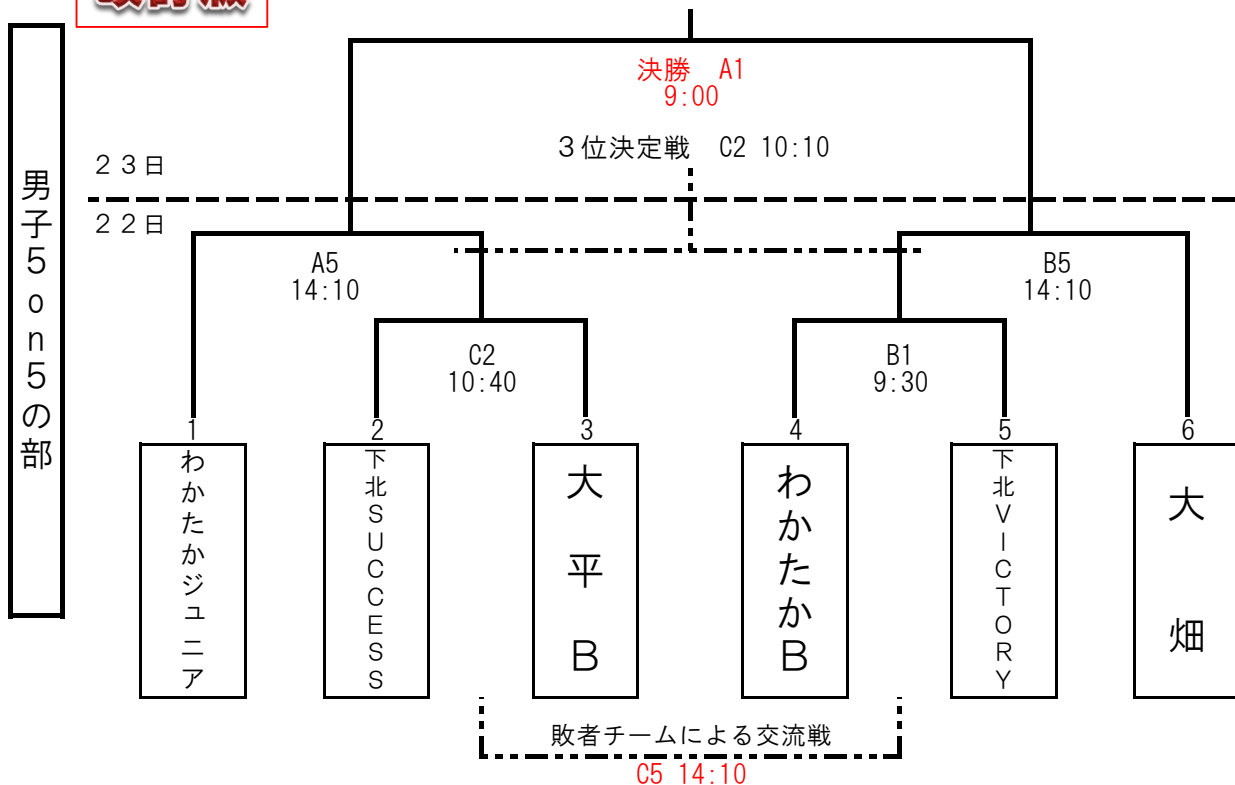 男子5on5の部
決勝　A1
9:00
３位決定戦　C2 10:10
２３日
２２日
A5
14:10
B5
14:10
C2
10:40
B1
9:30
1
2
3
4
5
6
わかたかジュニア
下北ＳＵＣＣＥＳＳ
大平Ｂ
わかたかＢ
下北ＶＩＣＴＯＲＹ
大畑
敗者チームによる交流戦
C5 14:10